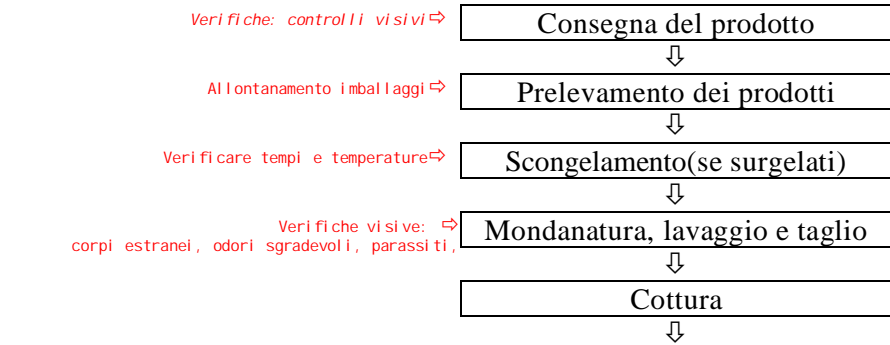 Verifiche: controlli visivi⇨ Consegna del prodotto
⇩
Allontanamento imballaggi⇨ Prelevamento dei prodotti
⇩
Verificare tempi e temperature⇨ Scongelamento(se surgelati)
⇩
Verifiche visive: ⇨ Mondanatura, lavaggio e taglio
corpi estranei, odori sgradevoli, parassiti,
⇩
Cottura
⇩